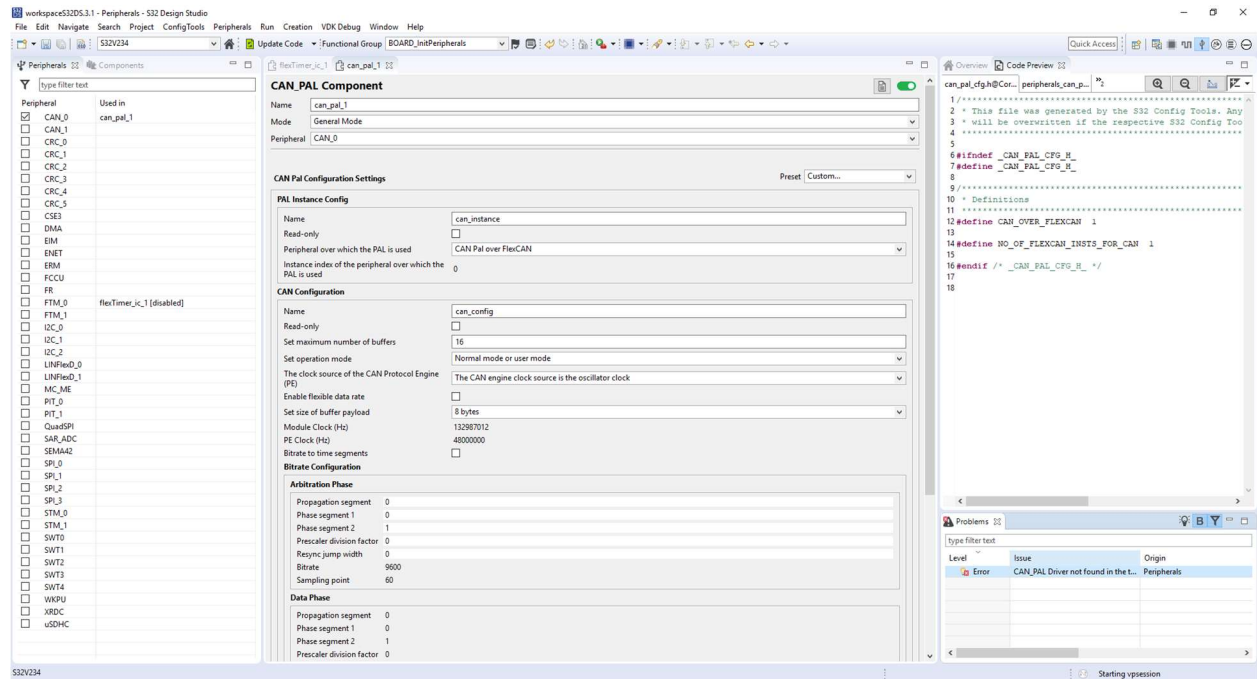 workspaceS32DS.3.1 - Peripherals - S32 Design Studio
File Edit Navigate Search Project ConfigTools Peripherals Run Creation VDK Debug Window Help
S32V234
Update Code
Functional Group BOARD_InitPeripherals
Quick Access
Peripherals Components
type filter text
Peripheral Used in
CAN_0 can_pal_1
CAN_1
CRC_0
CRC_1
CRC_2
CRC_3
CRC_4
CRC_5
CSE3
DMA
EIM
ENET
ERM
FCCU
FR
FTM_0 flexTimer_ic_1 [disabled]
FTM_1
I2C_0
I2C_1
I2C_2
LINFlexD_0
LINFlexD_1
MC_ME
PIT_0
PIT_1
QuadSPI
SAR_ADC
SEMA42
SPI_0
SPI_1
SPI_2
SPI_3
STM_0
STM_1
SWT0
SWT1
SWT2
SWT3
SWT4
WKPU
XRDC
uSDHC
flexTimer_ic_1 can_pal_1
CAN_PAL Component
Name can_pal_1
Mode General Mode
Peripheral CAN_0
CAN Pal Configuration Settings
Preset Custom...
PAL Instance Config
Name can_instance
Read-only
Peripheral over which the PAL is used CAN Pal over FlexCAN
Instance index of the peripheral over which the
PAL is used
0
CAN Configuration
Name can_config
Read-only
Set maximum number of buffers 16
Set operation mode Normal mode or user mode
The clock source of the CAN Protocol Engine
(PE)
The CAN engine clock source is the oscillator clock
Enable flexible data rate
Set size of buffer payload 8 bytes
Module Clock (Hz) 132987012
PE Clock (Hz) 48000000
Bitrate to time segments
Bitrate Configuration
Arbitration Phase
Propagation segment 0
Phase segment 1 0
Phase segment 2 1
Prescaler division factor 0
Resync jump width 0
Bitrate 9600
Sampling point 60
Data Phase
Propagation segment 0
Phase segment 1 0
Phase segment 2 1
Prescaler division factor 0
Overview Code Preview
can_pal_cfg.h@Cor... peripherals_can_p... »2
1 /****************************************************
2 * This file was generated by the S32 Config Tools. Any
3 * will be overwritten if the respective S32 Config Too
4 ****************************************************
5
6 #ifndef _CAN_PAL_CFG_H_
7 #define _CAN_PAL_CFG_H_
8
9 /****************************************************
10 * Definitions
11 ****************************************************
12 #define CAN_OVER_FLEXCAN 1
13
14 #define NO_OF_FLEXCAN_INSTS_FOR_CAN 1
15
16 #endif /* _CAN_PAL_CFG_H_ */
17
18
Problems
B
type filter text
Level Issue Origin
Error CAN_PAL Driver not found in the t... Peripherals
S32V234
Starting vpsession